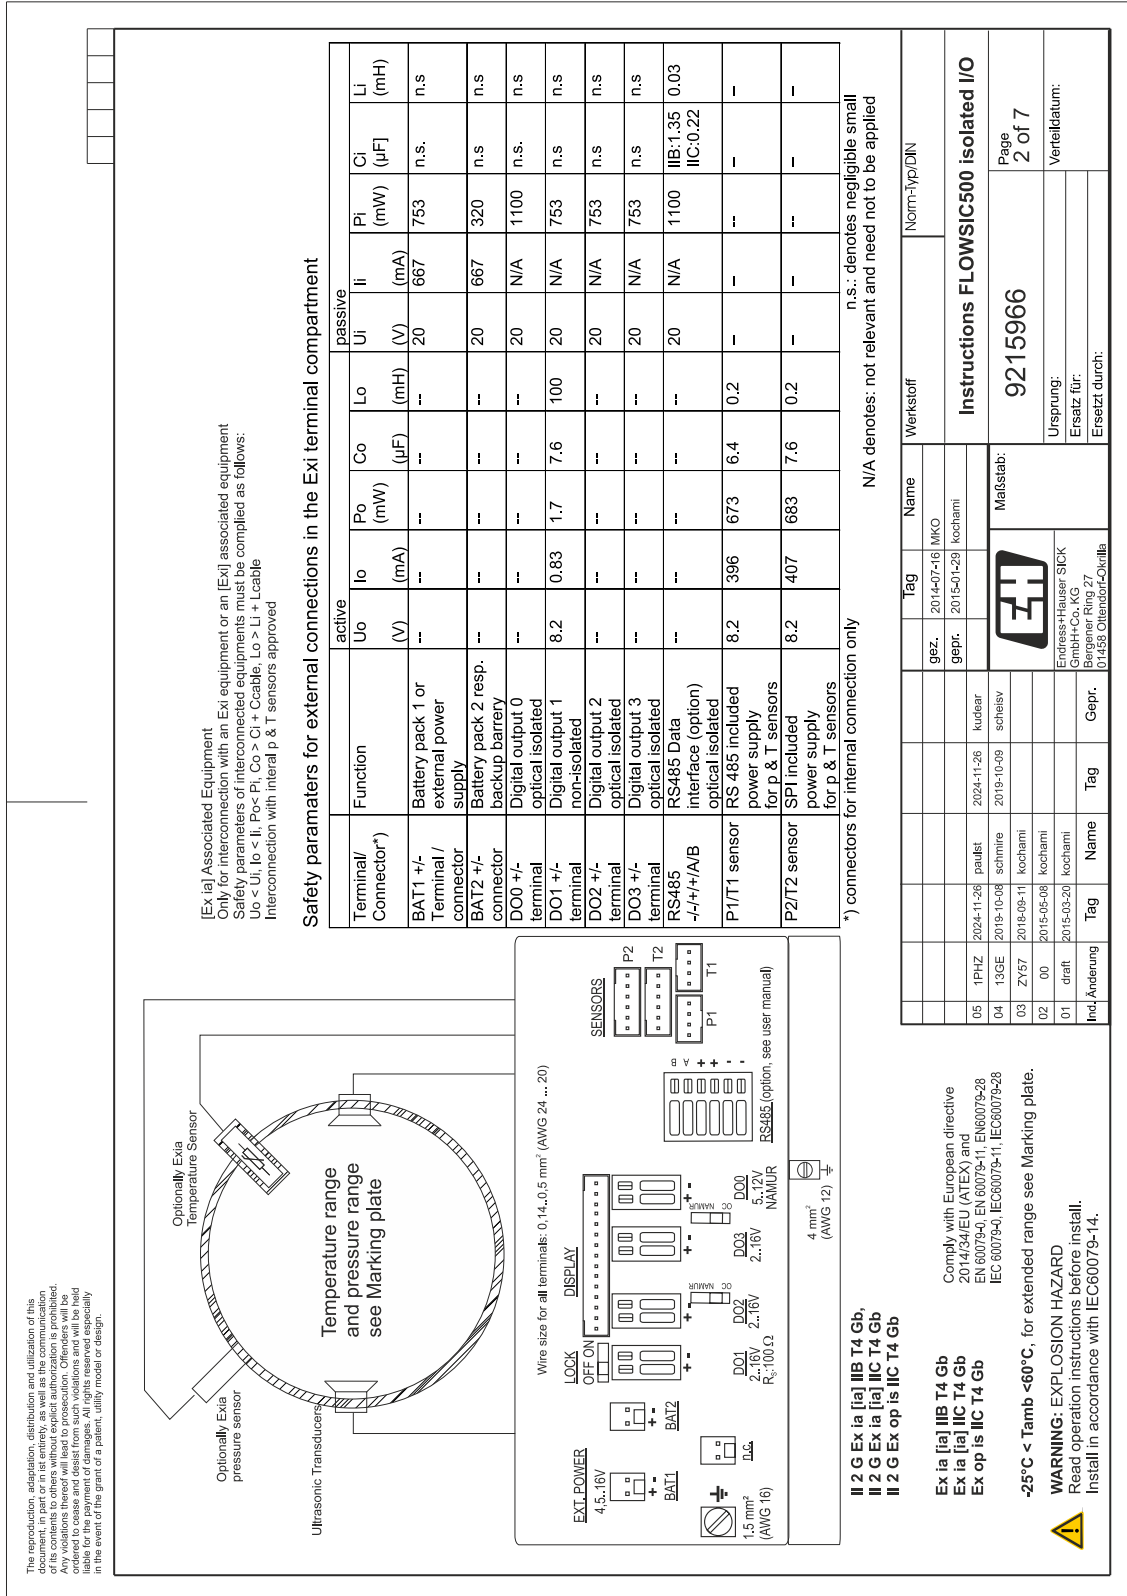 The reproduction, adaptation, distribution and utilization of this
document, in part or in ist entirety, as well as the communication
of its contents to others without explicit authorization is prohibited.
Any violations thereof will lead to prosecution. Offenders will be
ordered to cease and desist from such violations and will be held
liable for the payment of damages. All rights reserved especially
in the event of the grant of a patent, utility model or design.
Optionally Exia
pressure sensor
Optionally Exia
Temperature Sensor
Ultrasonic Transducers
Temperature range
and pressure range
see Marking plate
Wire size for all terminals: 0,14..0,5 mm² (AWG 24 ... 20)
EXT. POWER
4,5..16V
LOCK
OFF ON
DISPLAY
SENSORS
P2
T2
P1
T1
B
A
+
+
-
-
+ -
BAT1
+ -
BAT2
+ -
DO1
2..16V
Rs:100 Ω
+ -
DO2
2..16V
OC NAMUR
+ -
DO3
2..16V
OC NAMUR
+ -
DO0
5..12V
NAMUR
RS485 (option, see user manual)
1.5 mm²
(AWG 16)
n.c.
4 mm²
(AWG 12)
II 2 G Ex ia [ia] IIB T4 Gb,
II 2 G Ex ia [ia] IIC T4 Gb
II 2 G Ex op is IIC T4 Gb
Ex ia [ia] IIB T4 Gb
Ex ia [ia] IIC T4 Gb
Ex op is IIC T4 Gb
Comply with European directive
2014/34/EU (ATEX) and
EN 60079-0, EN 60079-11, EN60079-28
IEC 60079-0, IEC60079-11, IEC60079-28
-25°C < Tamb <60°C, for extended range see Marking plate.
WARNING: EXPLOSION HAZARD
Read operation instructions before install.
Install in accordance with IEC60079-14.
[Ex ia] Associated Equipment
Only for interconnection with an Exi equipment or an [Exi] associated equipment
Safety parameters of interconnected equipments must be complied as follows:
Uo < Ui, Io < Ii, Po< Pi, Co > Ci + Ccable, Lo > Li + Lcable
Interconnection with interal p & T sensors approved
Safety paramaters for external connections in the Exi terminal compartment
active passive
Terminal/ Function Uo Io Po Co Lo Ui Ii Pi Ci Li
Connector*) (V) (mA) (mW) (µF) (mH) (V) (mA) (mW) (µF] (mH)
BAT1 +/- Battery pack 1 or -- -- -- -- -- 20 667 753 n.s. n.s
Terminal / external power
connector supply
BAT2 +/- Battery pack 2 resp. -- -- -- -- -- 20 667 320 n.s n.s
connector backup barrery
DO0 +/- Digital output 0 -- -- -- -- -- 20 N/A 1100 n.s. n.s
terminal optical isolated
DO1 +/- Digital output 1 8.2 0.83 1.7 7.6 100 20 N/A 753 n.s n.s
terminal non-isolated
DO2 +/- Digital output 2 -- -- -- -- -- 20 N/A 753 n.s n.s
terminal optical isolated
DO3 +/- Digital output 3 -- -- -- -- -- 20 N/A 753 n.s n.s
terminal optical isolated
RS485 RS485 Data -- -- -- -- -- 20 N/A 1100 IIB:1.35 0.03
-/-/+/+/A/B interface (option) IIC:0.22
optical isolated
P1/T1 sensor RS 485 included 8.2 396 673 6.4 0.2 -- -- -- -- --
power supply
for p & T sensors
P2/T2 sensor SPI included 8.2 407 683 7.6 0.2 -- -- -- -- --
power supply
for p & T sensors
*) connectors for internal connection only n.s.: denotes negligible small
N/A denotes: not relevant and need not to be applied
05 1PHZ 2024-11-26 paulst 2024-11-26 kudear
04 13GE 2019-10-08 schmire 2019-10-09 scheisv
03 ZY57 2018-09-11 kochami
02 00 2015-05-08 kochami
01 draft 2015-03-20 kochami
Ind. Änderung Tag Name Tag Gepr.
Tag Name
gez. 2014-07-16 MKO
gepr. 2015-01-29 kochami
EH
Endress+Hauser SICK
GmbH+Co. KG
Bergener Ring 27
01458 Ottendorf-Okrilla
Maßstab:
Werkstoff
Norm-Typ/DIN
Instructions FLOWSIC500 isolated I/O
9215966
Page
2 of 7
Ursprung:
Ersatz für:
Ersetzt durch:
Verteildatum: